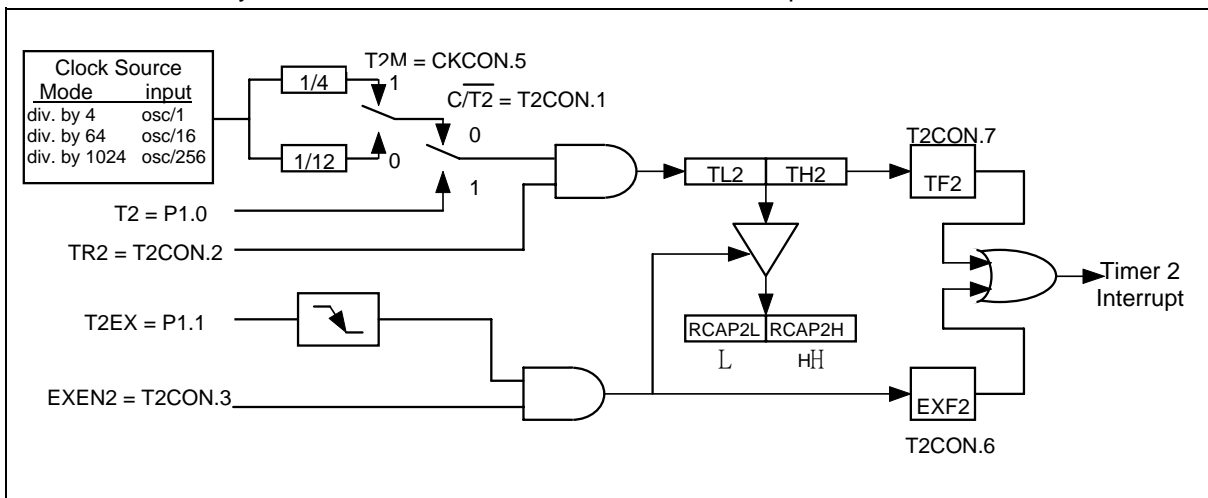 Clock Source
Mode input
div. by 4 osc/1
div. by 64 osc/16
div. by 1024 osc/256
1/4
1/12
T2M = CKCON.5
1
0
C/T2 = T2CON.1
0
1
T2 = P1.0
TR2 = T2CON.2
TL2 TH2
T2CON.7
TF2
Timer 2
Interrupt
T2EX = P1.1
RCAP2L RCAP2H
L HH
EXEN2 = T2CON.3
EXF2
T2CON.6